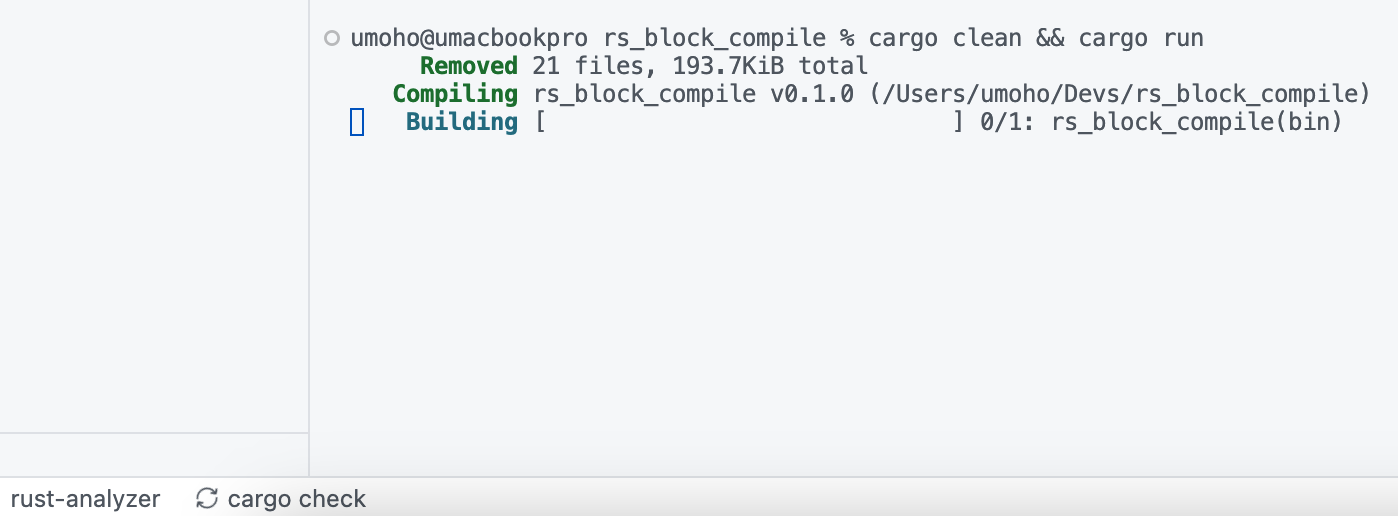 umoho@umacbookpro rs_block_compile % cargo clean && cargo run
Removed 21 files, 193.7KiB total
Compiling rs_block_compile v0.1.0 (/Users/umoho/Devs/rs_block_compile)
Building [                             ] 0/1: rs_block_compile(bin)
rust-analyzer cargo check